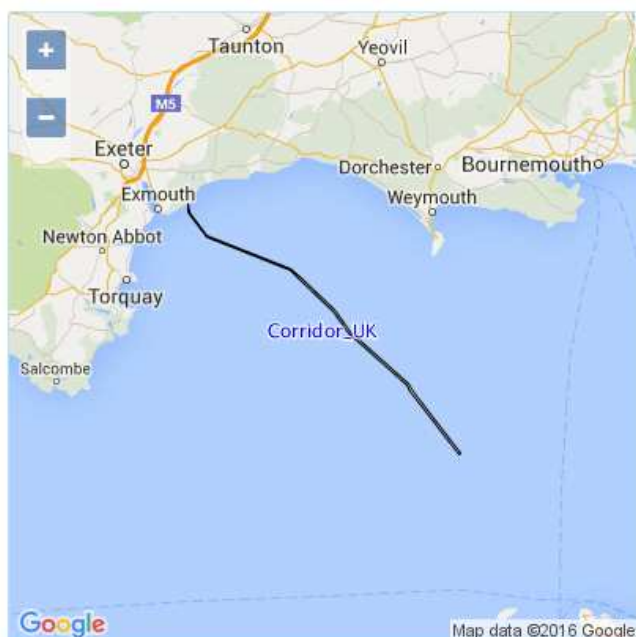 +
Taunton
Yeovil
−
M5
Exeter
Dorchester
Bournemouth
Exmouth
Weymouth
Newton Abbot
Torquay
Corridor_UK
Salcombe
Google
Map data ©2016 Google